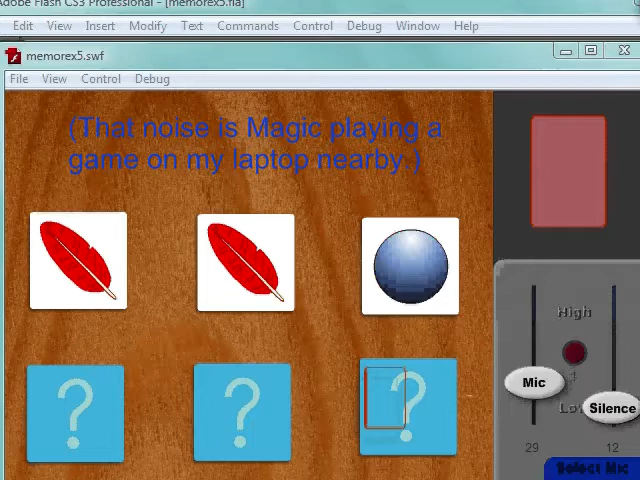 Adobe Flash CS3 Professional - [memorex5.fla]
Edit View Insert Modify Text Commands Control Debug Window Help
memorex5.swf
File View Control Debug
(That noise is Magic playing a
game on my laptop nearby.)
High
Mic
Low
Silence
29 12
? ? ?
Select Mic